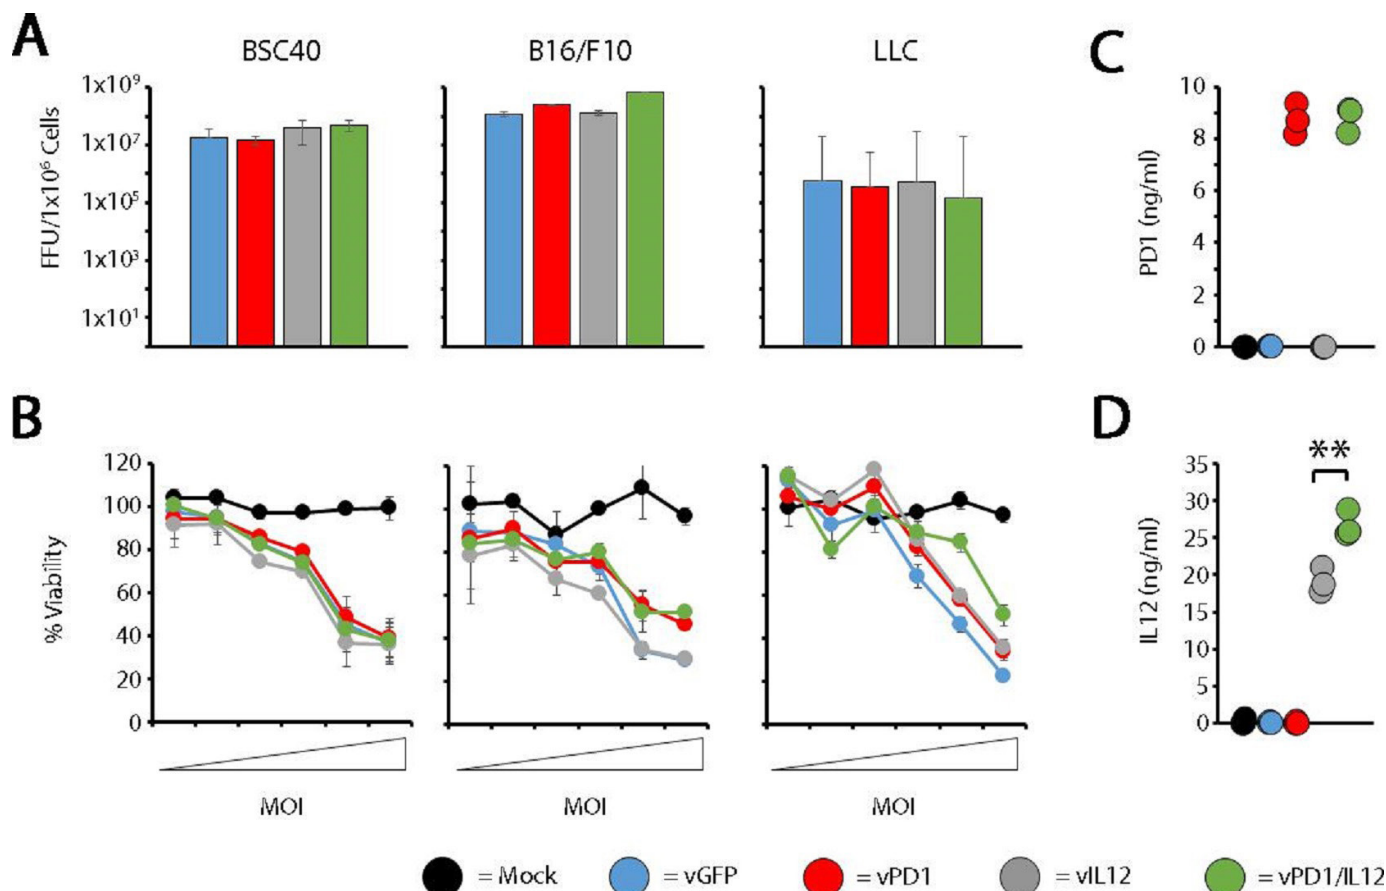 A
BSC40
B16/F10
LLC
C
FFU/1x10⁶ Cells
1x10⁹
1x10⁷
1x10⁵
1x10³
1x10¹
PD1 (ng/ml)
10
8
6
4
2
0
B
% Viability
120
100
80
60
40
20
0
MOI
MOI
MOI
D
**
IL12 (ng/ml)
35
30
25
20
15
10
5
0
= Mock
= vGFP
= vPD1
= vIL12
= vPD1/IL12